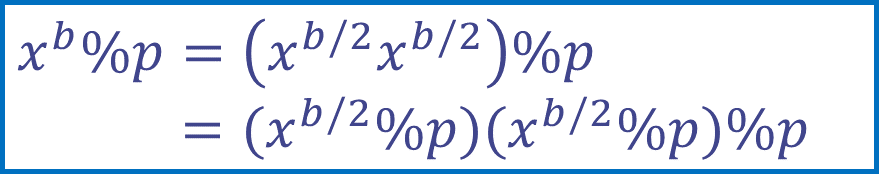 x^b%p = (x^{b/2}x^{b/2})%p
= (x^{b/2}%p)(x^{b/2}%p)%p